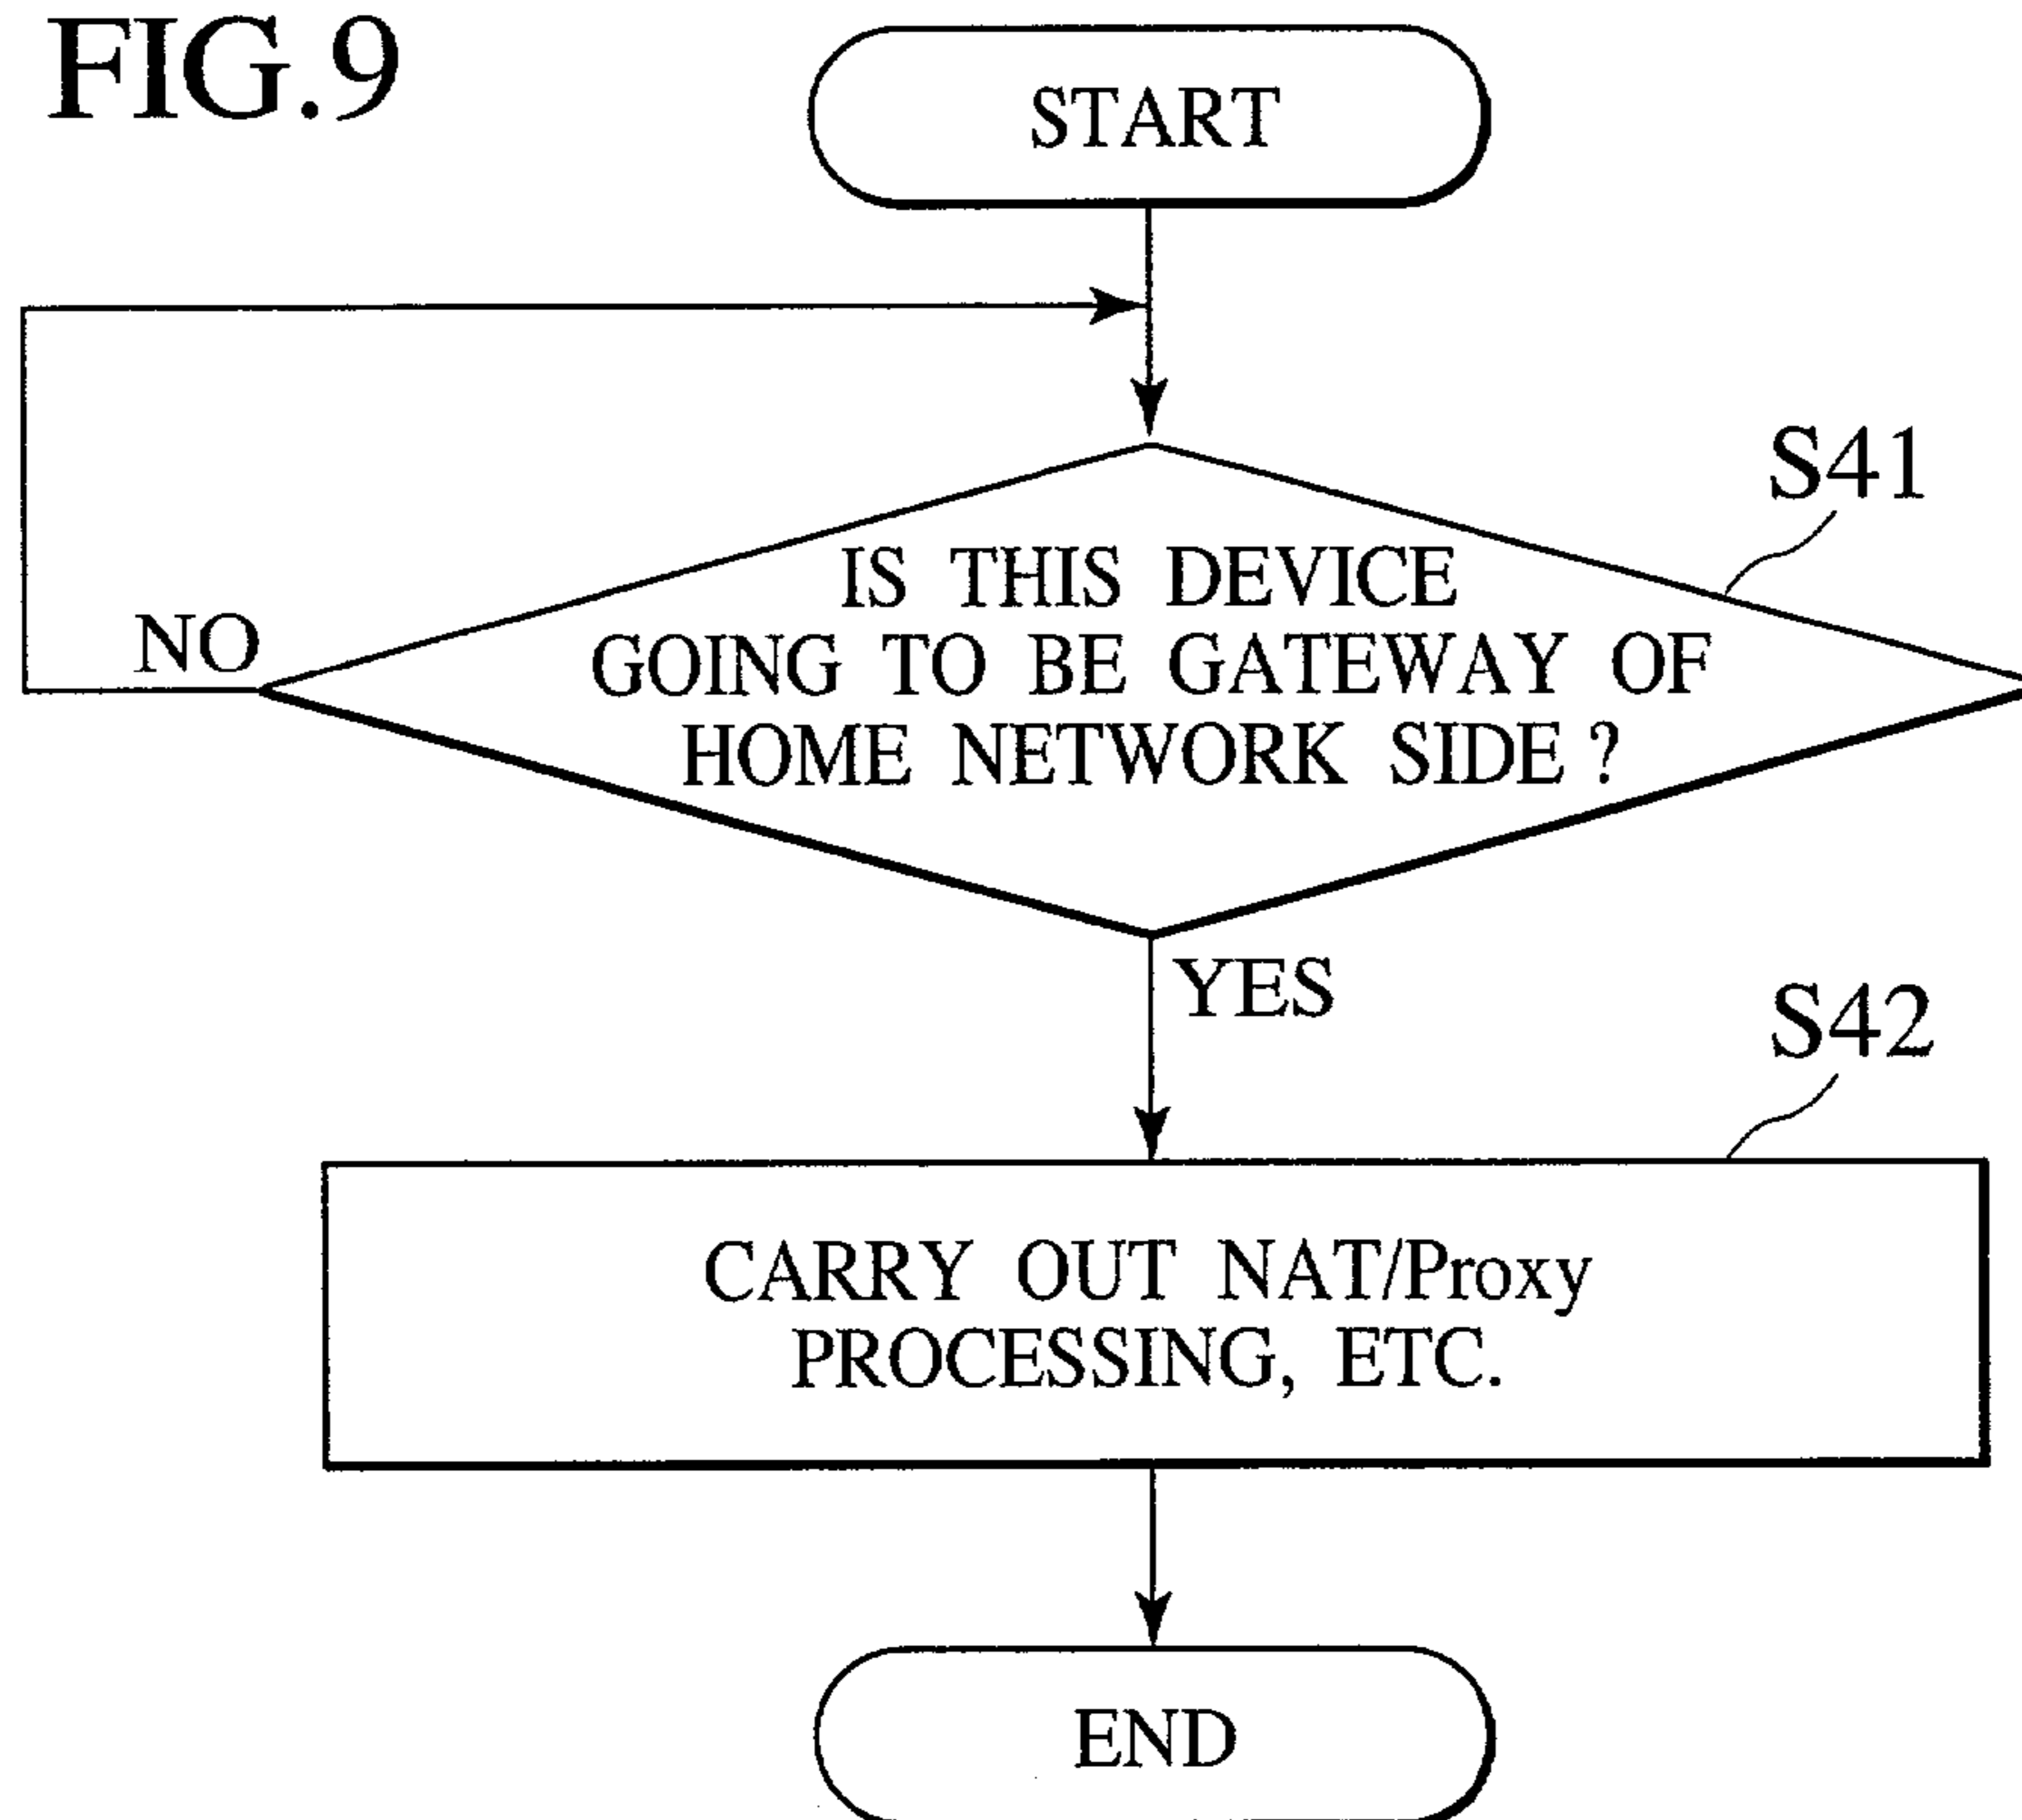 FIG.9
START
S41
IS THIS DEVICE
GOING TO BE GATEWAY OF
HOME NETWORK SIDE ?
NO
YES
S42
CARRY OUT NAT/Proxy
PROCESSING, ETC.
END